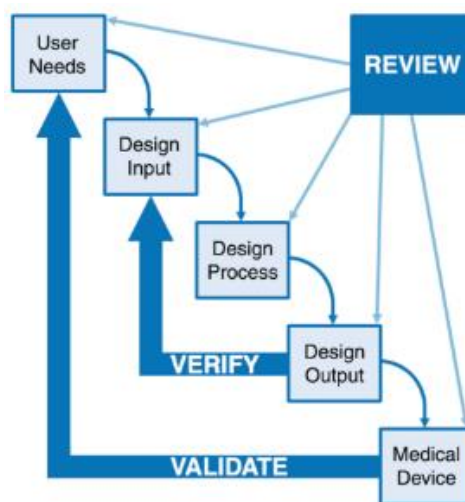 User
Needs
REVIEW
Design
Input
Design
Process
Design
Output
VERIFY
Medical
Device
VALIDATE